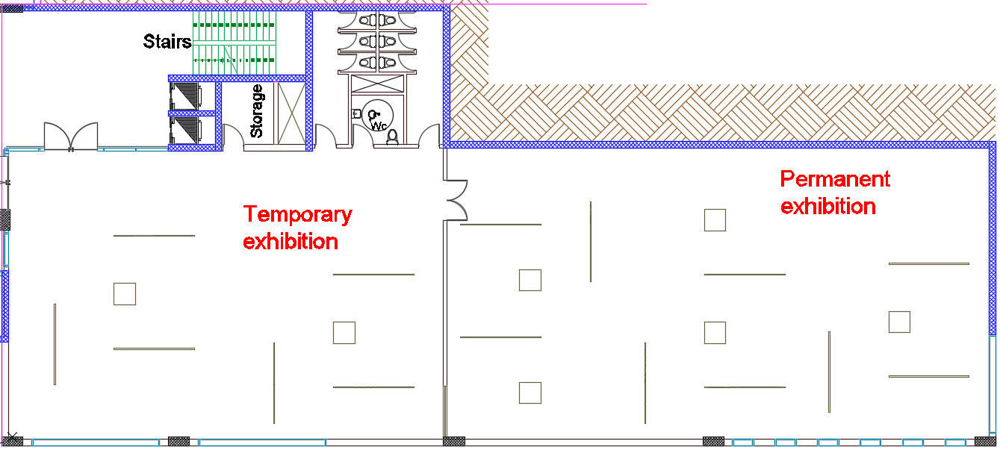 Stairs
Storage
Wc
Permanent
exhibition
Temporary
exhibition